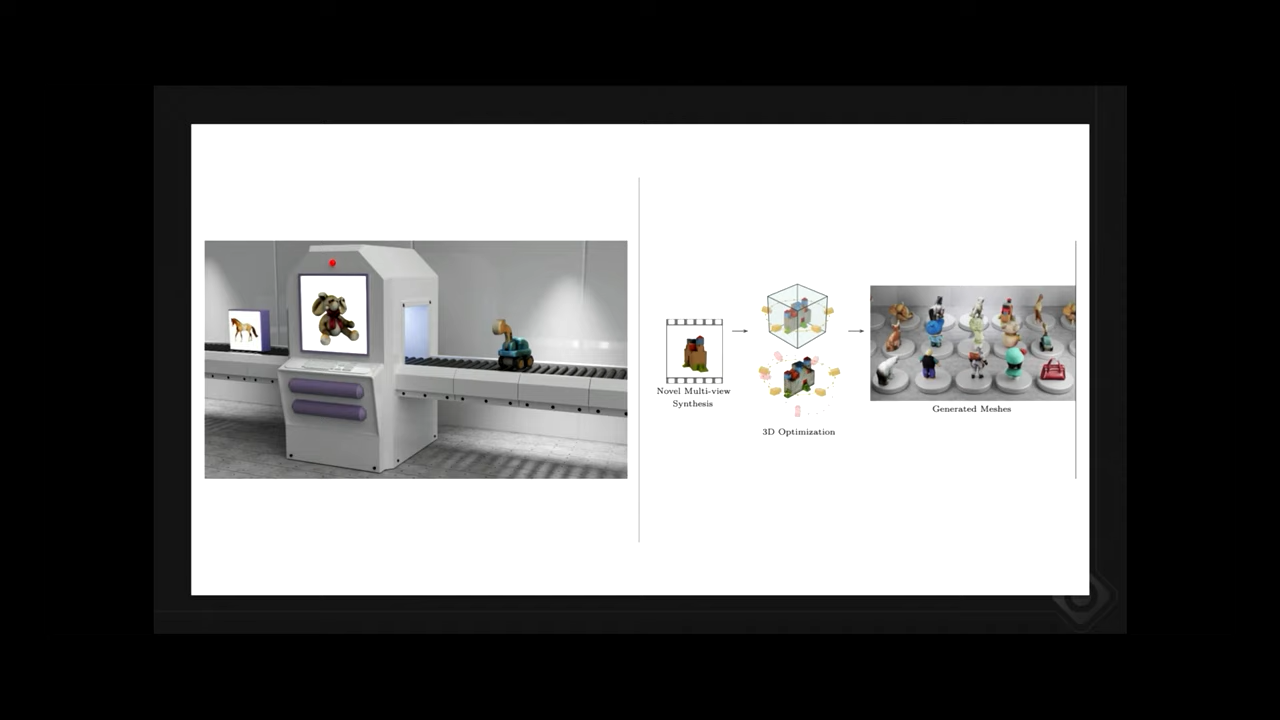 Novel Multi-view
Synthesis
3D Optimization
Generated Meshes